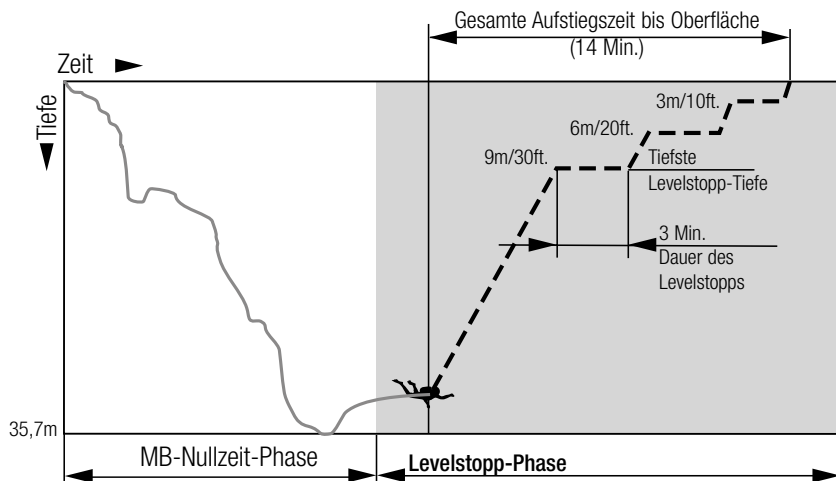 Gesamte Aufstiegszeit bis Oberfläche
(14 Min.)
Zeit
Tiefe
3m/10ft.
6m/20ft.
9m/30ft.
Tiefste
Levelstopp-Tiefe
3 Min.
Dauer des
Levelstopps
35,7m
MB-Nullzeit-Phase
Levelstopp-Phase